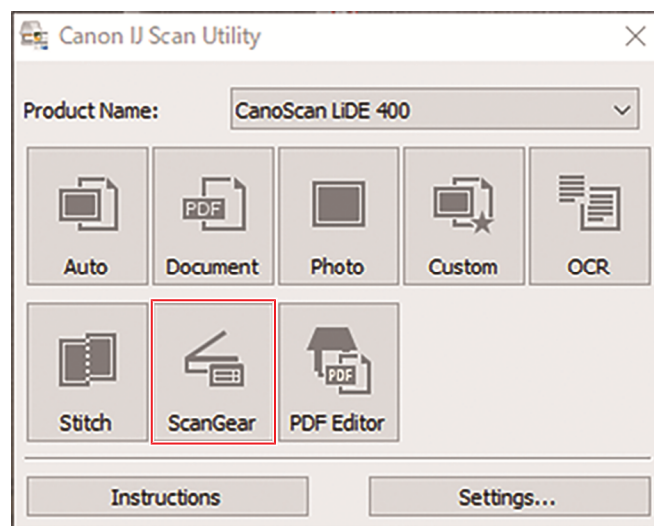 Canon IJ Scan Utility
Product Name: CanoScan LiDE 400
PDF
Auto Document Photo Custom OCR
PDF
Stitch ScanGear PDF Editor
Instructions Settings...